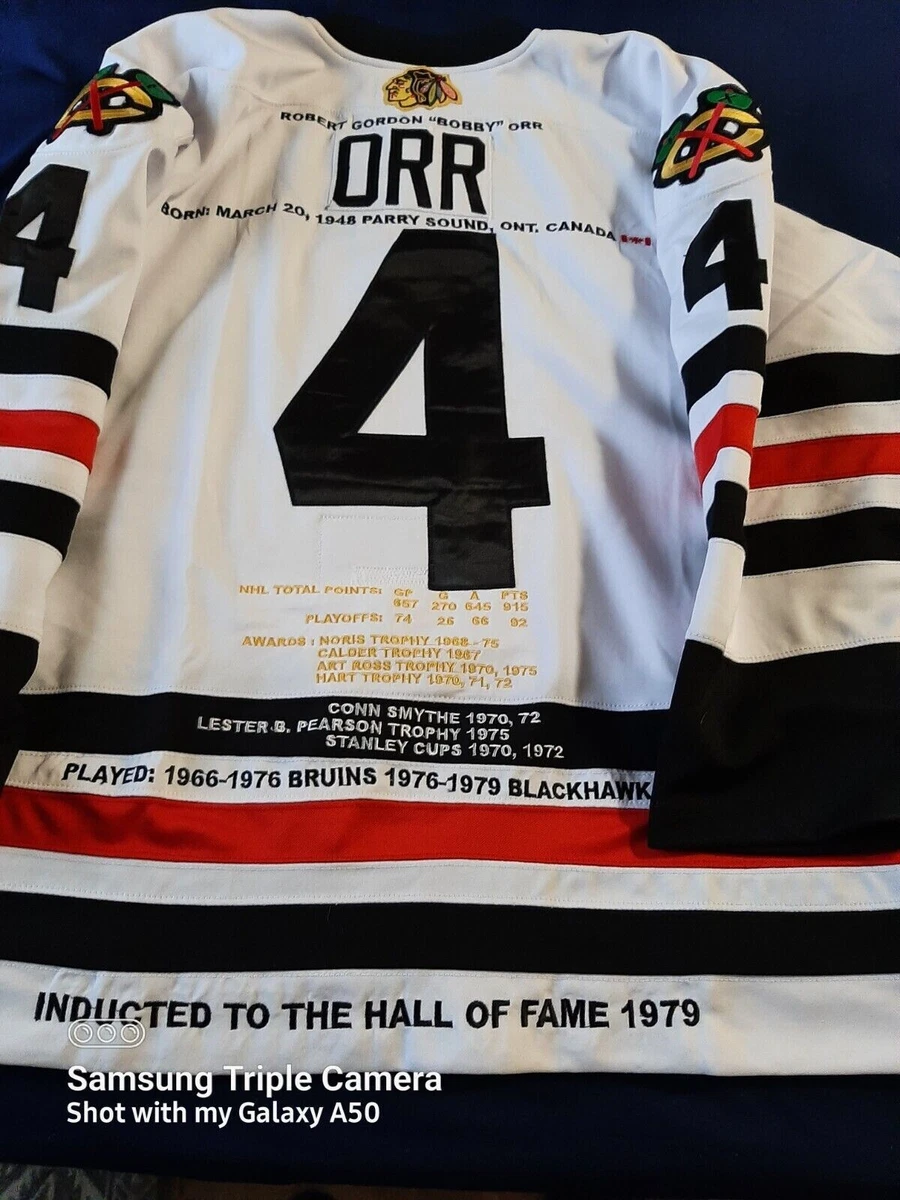 ROBERT GORDON "BOBBY" ORR
ORR
BORN: MARCH 20, 1948 PARRY SOUND, ONT. CANADA
4
4
4
NHL TOTAL POINTS: GP G A PTS
657 270 645 915
PLAYOFFS: 74 26 66 92
AWARDS : NORIS TROPHY 1968 - 75
CALDER TROPHY 1967
ART ROSS TROPHY 1970, 1975
HART TROPHY 1970, 71, 72
CONN SMYTHE 1970, 72
LESTER B. PEARSON TROPHY 1975
STANLEY CUPS 1970, 1972
PLAYED: 1966-1976 BRUINS 1976-1979 BLACKHAWK
INDUCTED TO THE HALL OF FAME 1979
Samsung Triple Camera
Shot with my Galaxy A50